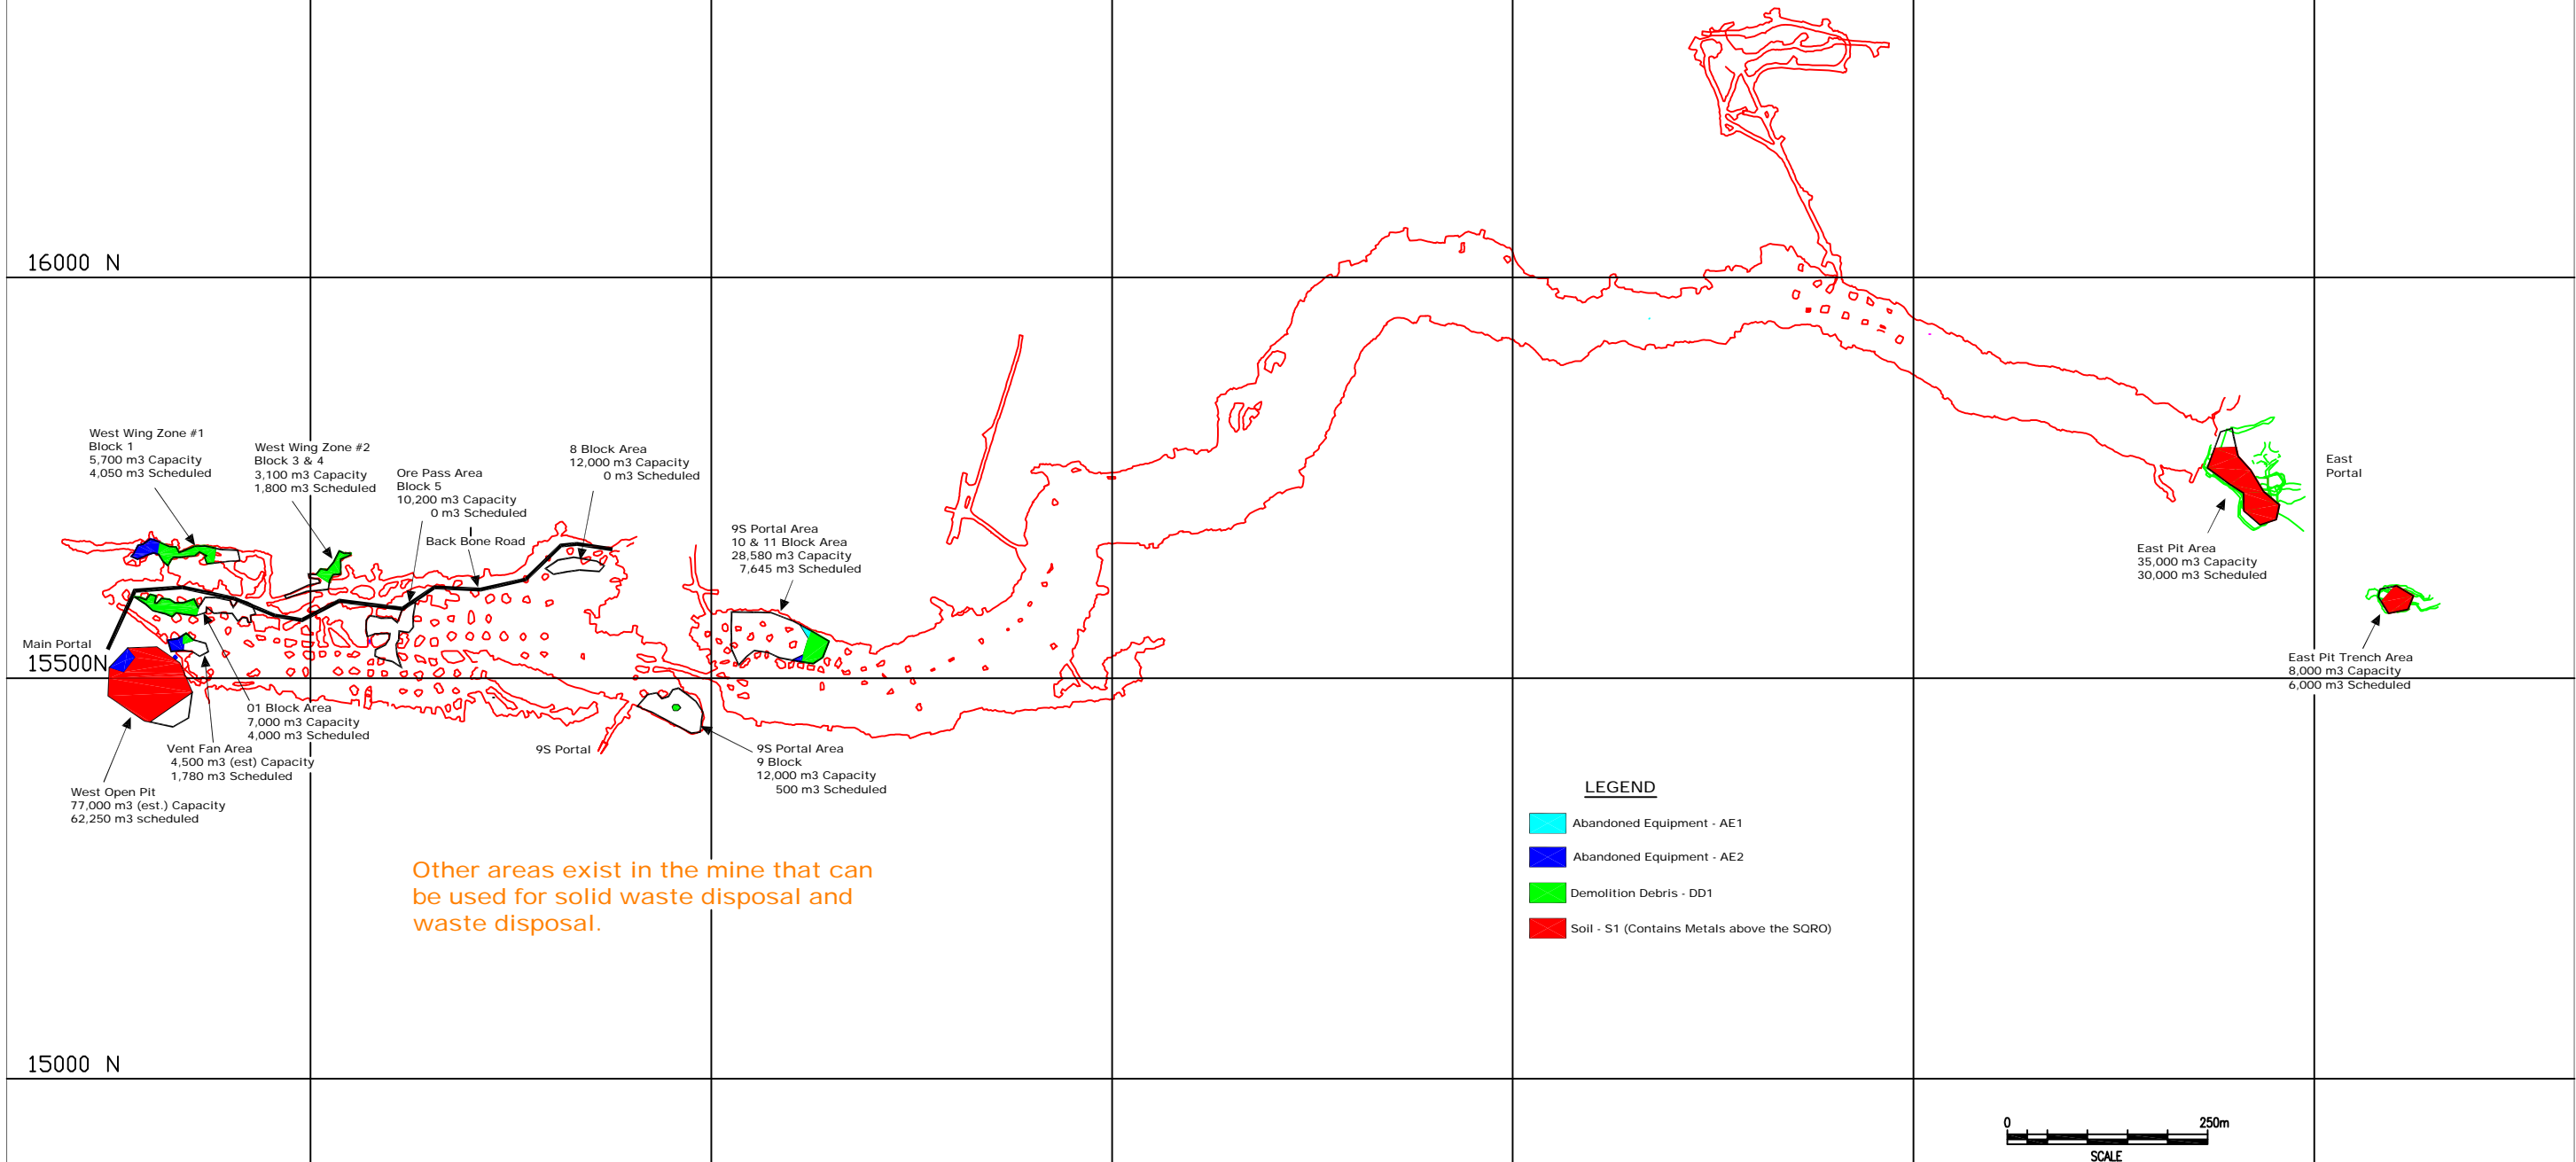 16000 N
West Wing Zone #1
Block 1
5,700 m3 Capacity
4,050 m3 Scheduled
West Wing Zone #2
Block 3 & 4
3,100 m3 Capacity
1,800 m3 Scheduled
Ore Pass Area
Block 5
10,200 m3 Capacity
0 m3 Scheduled
Back Bone Road
8 Block Area
12,000 m3 Capacity
0 m3 Scheduled
9S Portal Area
10 & 11 Block Area
28,580 m3 Capacity
7,645 m3 Scheduled
East
Portal
East Pit Area
35,000 m3 Capacity
30,000 m3 Scheduled
Main Portal
15500N
East Pit Trench Area
8,000 m3 Capacity
6,000 m3 Scheduled
01 Block Area
7,000 m3 Capacity
4,000 m3 Scheduled
Vent Fan Area
4,500 m3 (est) Capacity
1,780 m3 Scheduled
West Open Pit
77,000 m3 (est.) Capacity
62,250 m3 scheduled
9S Portal
9S Portal Area
9 Block
12,000 m3 Capacity
500 m3 Scheduled
LEGEND
Abandoned Equipment - AE1
Abandoned Equipment - AE2
Demolition Debris - DD1
Soil - S1 (Contains Metals above the SQRO)
Other areas exist in the mine that can
be used for solid waste disposal and
waste disposal.
15000 N
0 250m
SCALE